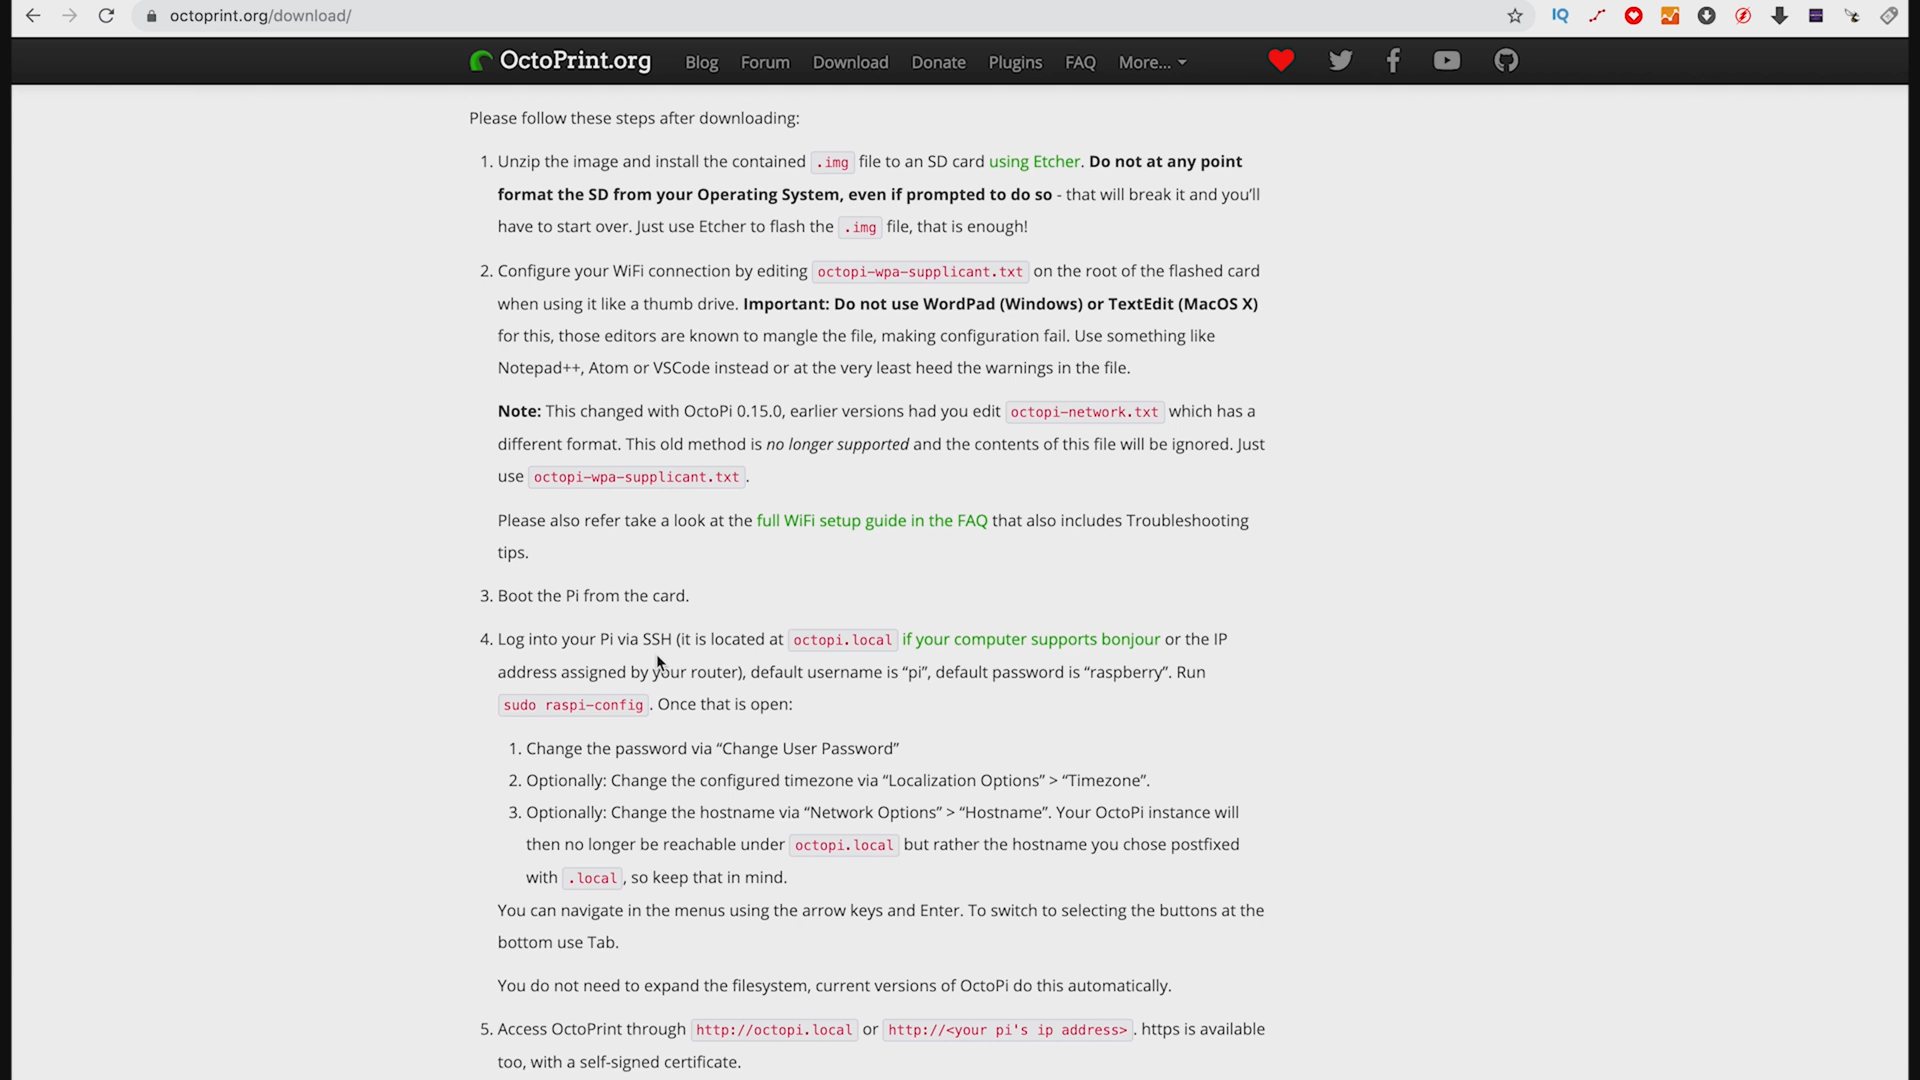 octoprint.org/download/
IQ
OctoPrint.org Blog Forum Download Donate Plugins FAQ More...
Please follow these steps after downloading:
1. Unzip the image and install the contained .img file to an SD card using Etcher. Do not at any point
format the SD from your Operating System, even if prompted to do so - that will break it and you’ll
have to start over. Just use Etcher to flash the .img file, that is enough!
2. Configure your WiFi connection by editing octopi-wpa-supplicant.txt on the root of the flashed card
when using it like a thumb drive. Important: Do not use WordPad (Windows) or TextEdit (MacOS X)
for this, those editors are known to mangle the file, making configuration fail. Use something like
Notepad++, Atom or VSCode instead or at the very least heed the warnings in the file.
Note: This changed with OctoPi 0.15.0, earlier versions had you edit octopi-network.txt which has a
different format. This old method is no longer supported and the contents of this file will be ignored. Just
use octopi-wpa-supplicant.txt.
Please also refer take a look at the full WiFi setup guide in the FAQ that also includes Troubleshooting
tips.
3. Boot the Pi from the card.
4. Log into your Pi via SSH (it is located at octopi.local if your computer supports bonjour or the IP
address assigned by your router), default username is “pi”, default password is “raspberry”. Run
sudo raspi-config. Once that is open:
1. Change the password via “Change User Password”
2. Optionally: Change the configured timezone via “Localization Options” > “Timezone”.
3. Optionally: Change the hostname via “Network Options” > “Hostname”. Your OctoPi instance will
then no longer be reachable under octopi.local but rather the hostname you chose postfixed
with .local, so keep that in mind.
You can navigate in the menus using the arrow keys and Enter. To switch to selecting the buttons at the
bottom use Tab.
You do not need to expand the filesystem, current versions of OctoPi do this automatically.
5. Access OctoPrint through http://octopi.local or http://<your pi's ip address>. https is available
too, with a self-signed certificate.